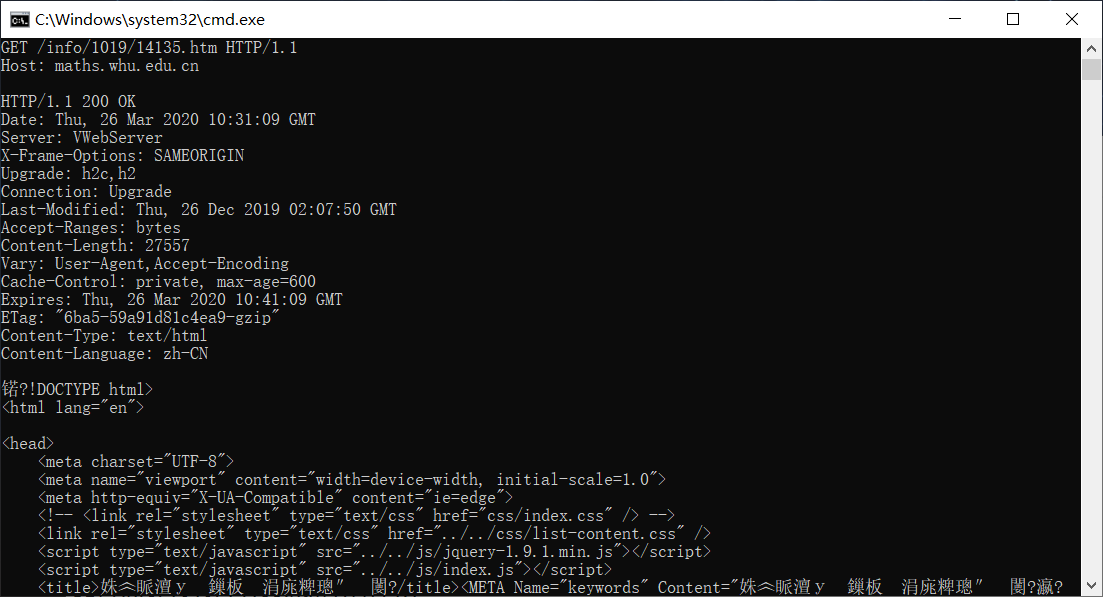 C:\Windows\system32\cmd.exe
GET /info/1019/14135.htm HTTP/1.1
Host: maths.whu.edu.cn
HTTP/1.1 200 OK
Date: Thu, 26 Mar 2020 10:31:09 GMT
Server: VWebServer
X-Frame-Options: SAMEORIGIN
Upgrade: h2c,h2
Connection: Upgrade
Last-Modified: Thu, 26 Dec 2019 02:07:50 GMT
Accept-Ranges: bytes
Content-Length: 27557
Vary: User-Agent,Accept-Encoding
Cache-Control: private, max-age=600
Expires: Thu, 26 Mar 2020 10:41:09 GMT
ETag: "6ba5-59a91d81c4ea9-gzip"
Content-Type: text/html
Content-Language: zh-CN
锘?!DOCTYPE html>
<html lang="en">
<head>
    <meta charset="UTF-8">
    <meta name="viewport" content="width=device-width, initial-scale=1.0">
    <meta http-equiv="X-UA-Compatible" content="ie=edge">
    <!-- <link rel="stylesheet" type="text/css" href="css/index.css" /> -->
    <link rel="stylesheet" type="text/css" href="../../css/list-content.css" />
    <script type="text/javascript" src="../../js/jquery-1.9.1.min.js"></script>
    <script type="text/javascript" src="../../js/index.js"></script>
    <title>姝︽眽澶у 鏁板 涓庣粺璁″ 闄?/title><META Name="keywords" Content="姝︽眽澶у 鏁板 涓庣粺璁″ 闄?瀛?